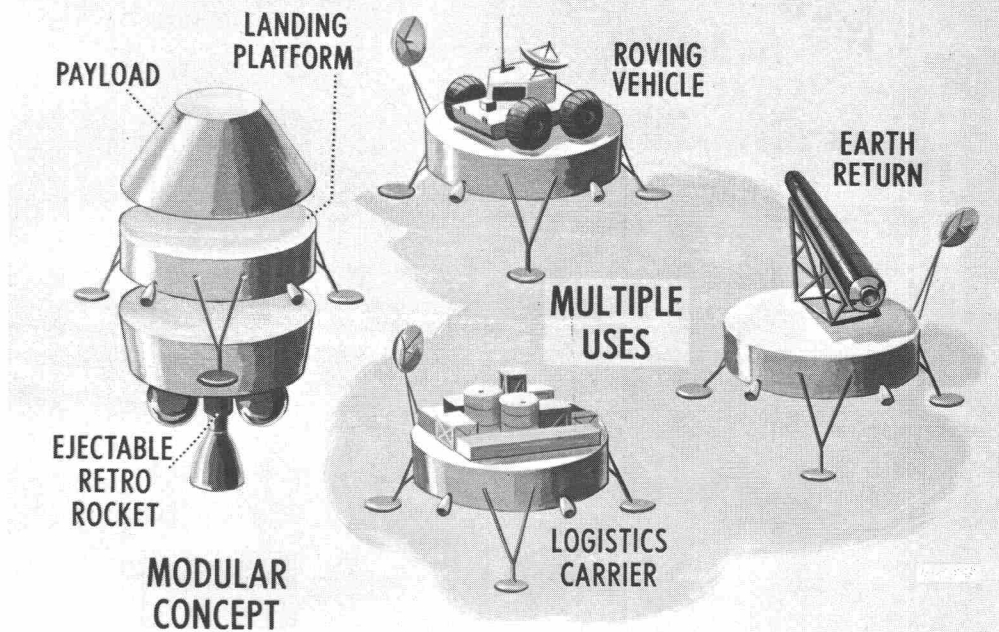 PAYLOAD
LANDING
PLATFORM
EJECTABLE
RETRO
ROCKET
MODULAR
CONCEPT
ROVING
VEHICLE
MULTIPLE
USES
EARTH
RETURN
LOGISTICS
CARRIER